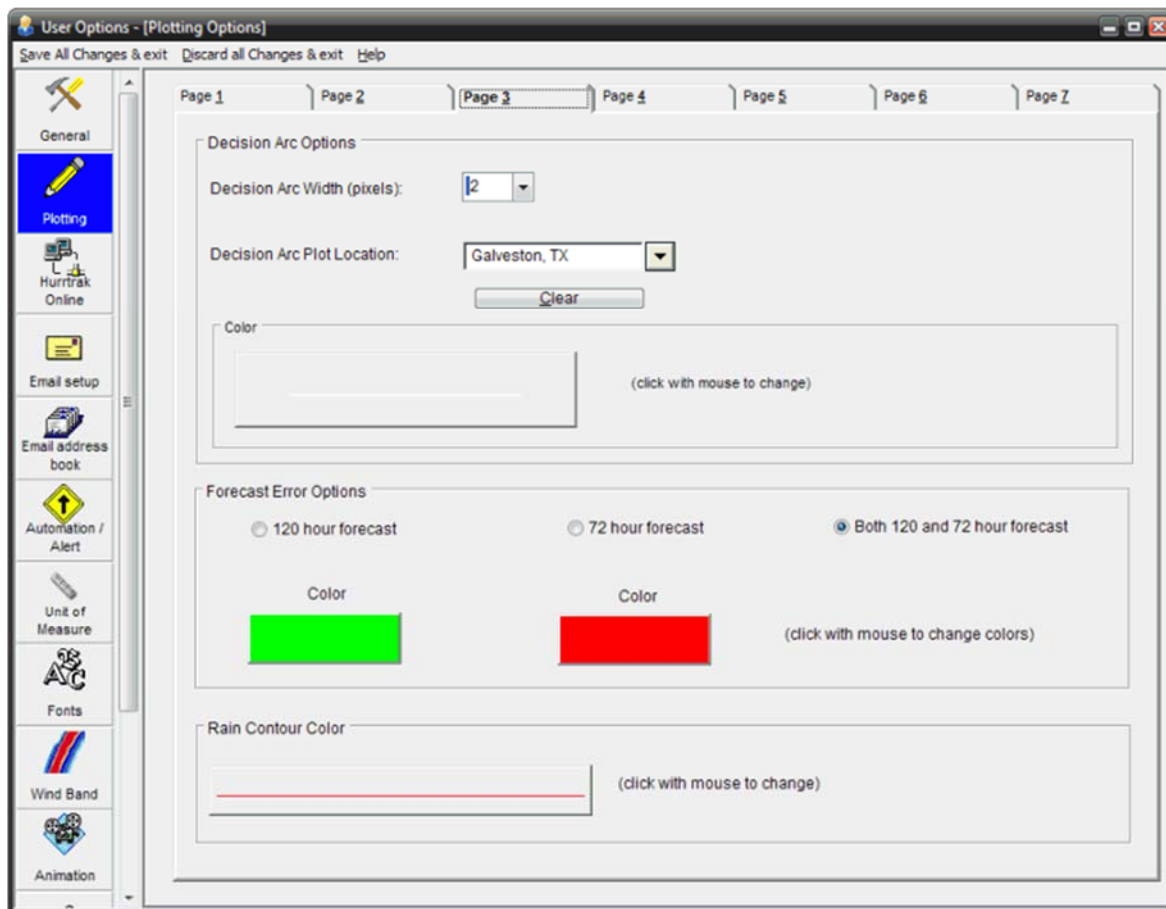 User Options - [Plotting Options]
Save All Changes & exit Discard all Changes & exit Help
General
Plotting
Hurrtrak
Online
Email setup
Email address
book
Automation /
Alert
Unit of
Measure
Fonts
Wind Band
Animation
Page 1 Page 2 Page 3 Page 4 Page 5 Page 6 Page 7
Decision Arc Options
Decision Arc Width (pixels): 2
Decision Arc Plot Location: Galveston, TX
Clear
Color
(click with mouse to change)
Forecast Error Options
120 hour forecast 72 hour forecast Both 120 and 72 hour forecast
Color Color
(click with mouse to change colors)
Rain Contour Color
(click with mouse to change)